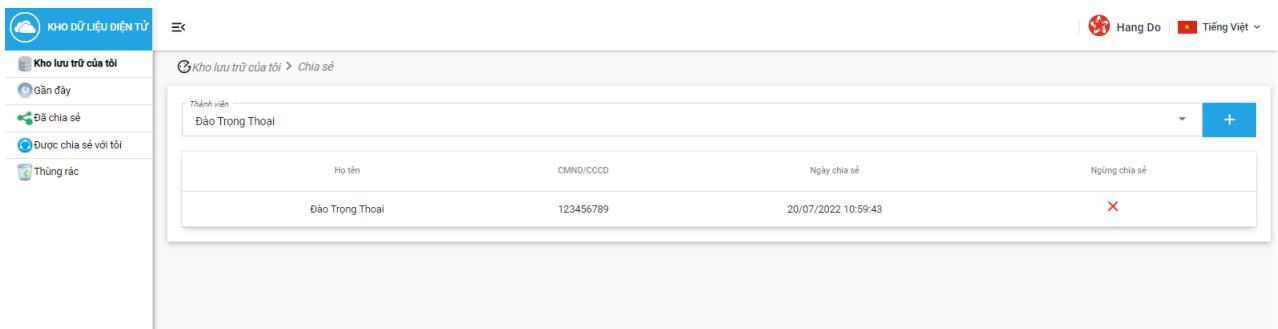 KHO DỮ LIỆU ĐIỆN TỬ
Hang Do
Tiếng Việt
Kho lưu trữ của tôi
Gần đây
Đã chia sẻ
Được chia sẻ với tôi
Thùng rác
Kho lưu trữ của tôi > Chia sẻ
Thành viên
Đào Trọng Thoại
+
Họ tên CMND/CCCD Ngày chia sẻ Ngừng chia sẻ
Đào Trọng Thoại 123456789 20/07/2022 10:59:43